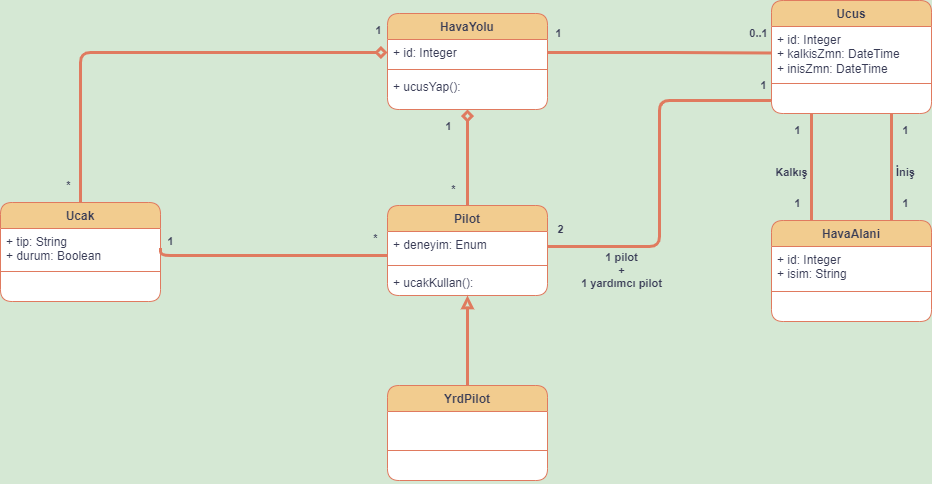 HavaYolu
+ id: Integer
+ ucusYap():
Ucus
+ id: Integer
+ kalkisZmn: DateTime
+ inisZmn: DateTime
1
1
0..1
1
1
*
*
1
1
Kalkış
İniş
1
1
Ucak
+ tip: String
+ durum: Boolean
1
*
Pilot
+ deneyim: Enum
+ ucakKullan():
2
1 pilot
+
1 yardımcı pilot
HavaAlani
+ id: Integer
+ isim: String
YrdPilot